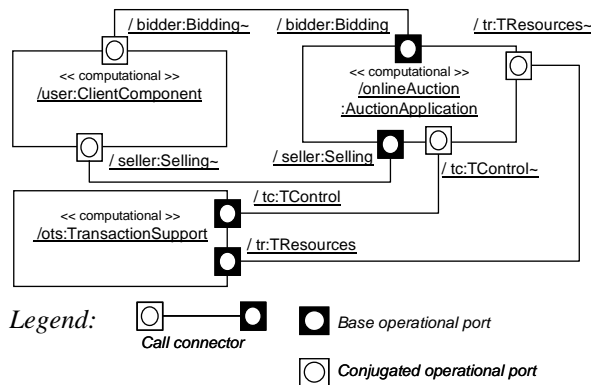 / bidder:Bidding~
/ bidder:Bidding
/ tr:TResources~
<< computational >>
/user:ClientComponent
<< computational >>
/onlineAuction
:AuctionApplication
/ seller:Selling~
/ seller:Selling
/ tc:TControl~
<< computational >>
/ots:TransactionSupport
/ tc:TControl
/ tr:TResources
Legend:
Call connector
Base operational port
Conjugated operational port